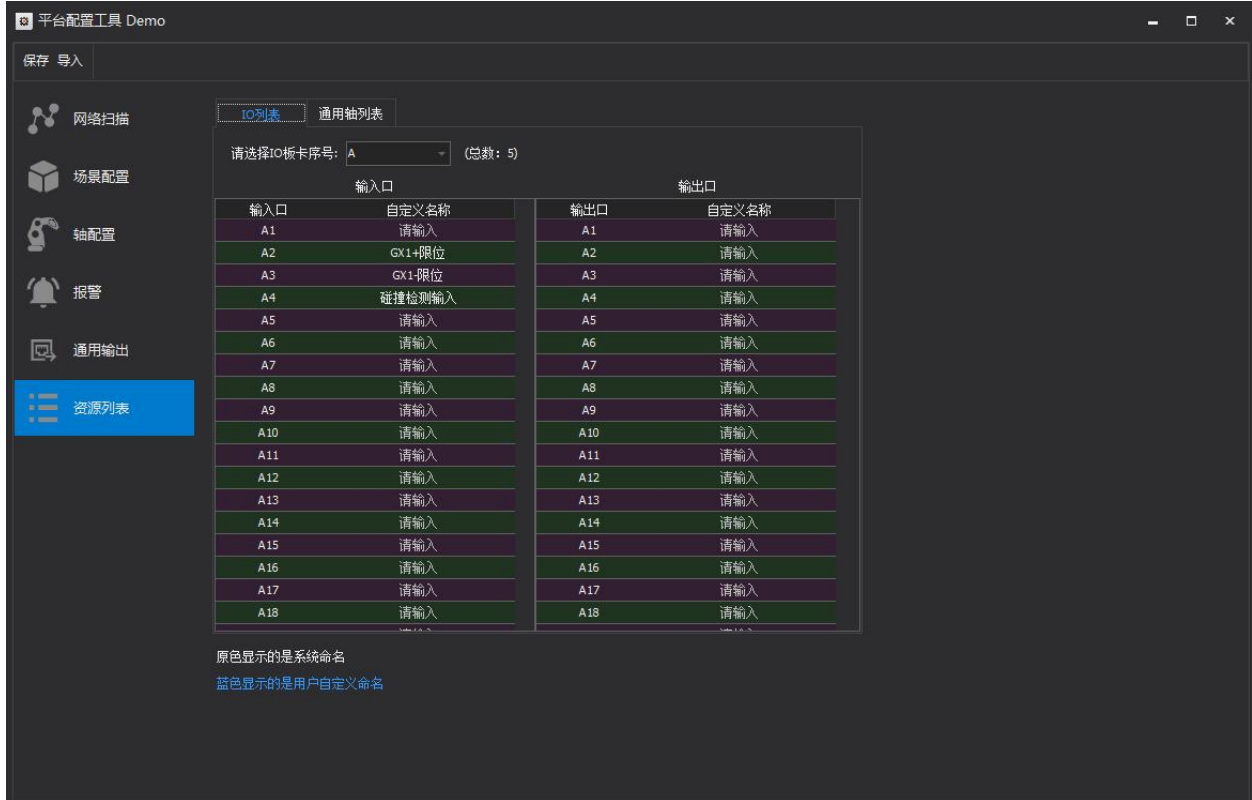 平台配置工具 Demo
保存 导入
网络扫描
场景配置
轴配置
报警
通用输出
资源列表
IO列表 通用轴列表
请选择IO板卡序号: A (总数: 5)
输入口 输出口
输入口 自定义名称 输出口 自定义名称
A1 请输入 A1 请输入
A2 GX1+限位 A2 请输入
A3 GX1-限位 A3 请输入
A4 碰撞检测输入 A4 请输入
A5 请输入 A5 请输入
A6 请输入 A6 请输入
A7 请输入 A7 请输入
A8 请输入 A8 请输入
A9 请输入 A9 请输入
A10 请输入 A10 请输入
A11 请输入 A11 请输入
A12 请输入 A12 请输入
A13 请输入 A13 请输入
A14 请输入 A14 请输入
A15 请输入 A15 请输入
A16 请输入 A16 请输入
A17 请输入 A17 请输入
A18 请输入 A18 请输入
原色显示的是系统命名
蓝色显示的是用户自定义命名